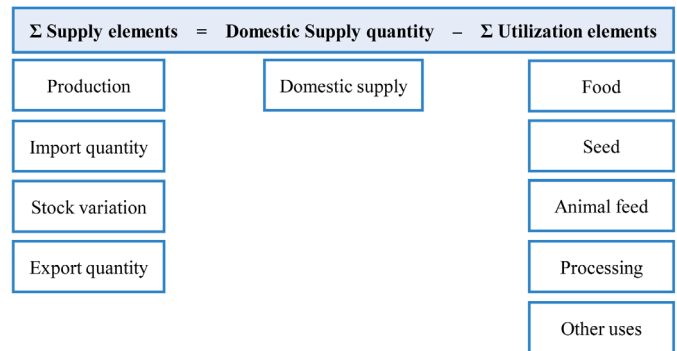 Σ Supply elements = Domestic Supply quantity – Σ Utilization elements
Production
Domestic supply
Food
Import quantity
Seed
Stock variation
Animal feed
Export quantity
Processing
Other uses